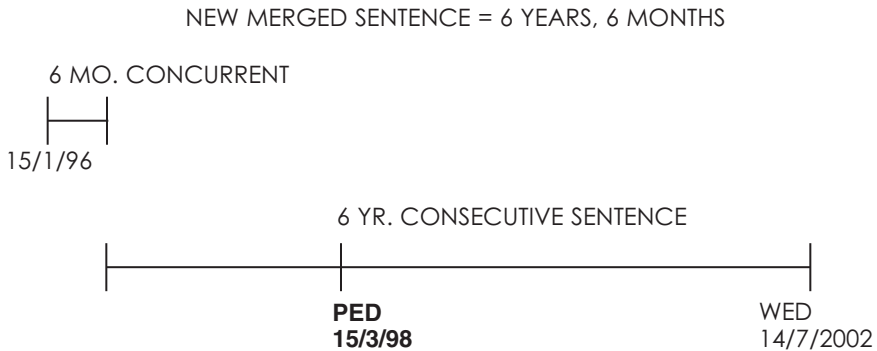 NEW MERGED SENTENCE = 6 YEARS, 6 MONTHS
6 MO. CONCURRENT
15/1/96
6 YR. CONSECUTIVE SENTENCE
PED
15/3/98
WED
14/7/2002